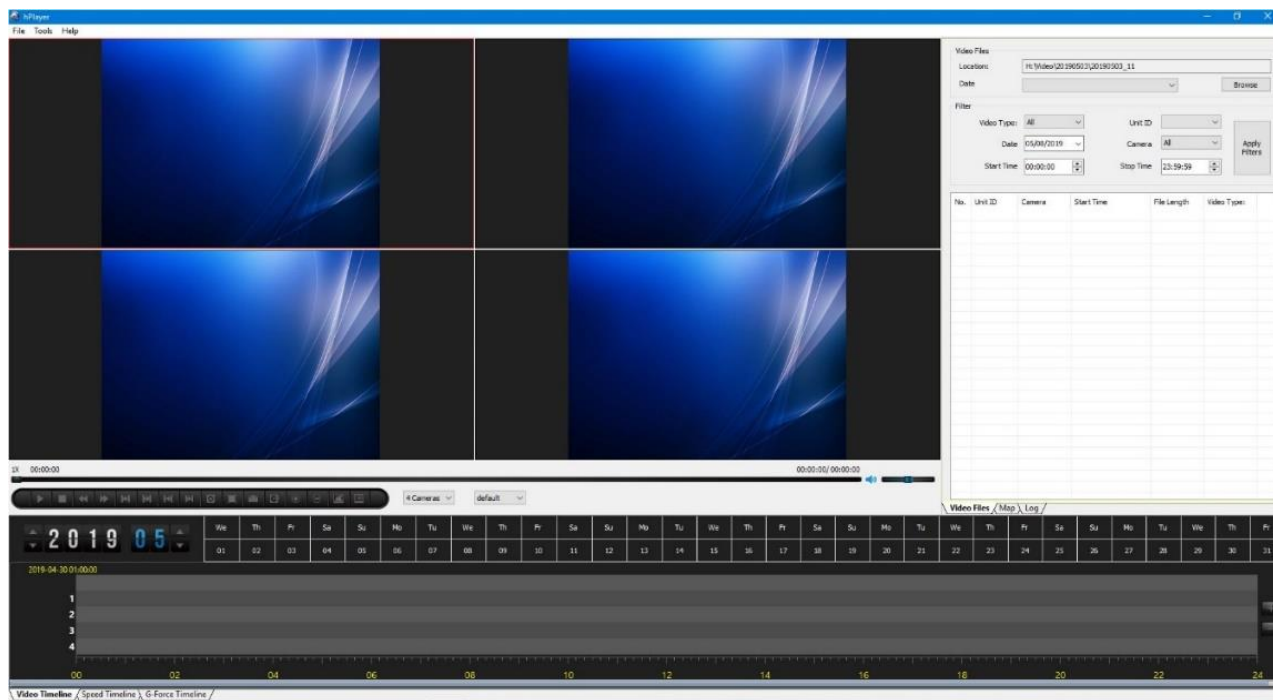 hPlayer
File Tools Help
Video Files
Location: H:\Video\20190503\20190503_11
Date Browse
Filter
Video Type: All Unit ID
Date 05/08/2019 Camera All Apply Filters
Start Time 00:00:00 Stop Time 23:59:59
No. Unit ID Camera Start Time File Length Video Type:
1X 00:00:00 00:00:00/00:00:00
4 Cameras default
Video Files Map Log
2019 05 We Th Fr Sa Su Mo Tu We Th Fr Sa Su Mo Tu We Th Fr Sa Su Mo Tu We Th Fr Sa Su Mo Tu We Th Fr
01 02 03 04 05 06 07 08 09 10 11 12 13 14 15 16 17 18 19 20 21 22 23 24 25 26 27 28 29 30 31
2019-04-30 01:00:00
1
2
3
4
00 02 04 06 08 10 12 14 16 18 20 22 24
Video Timeline Speed Timeline G-Force Timeline